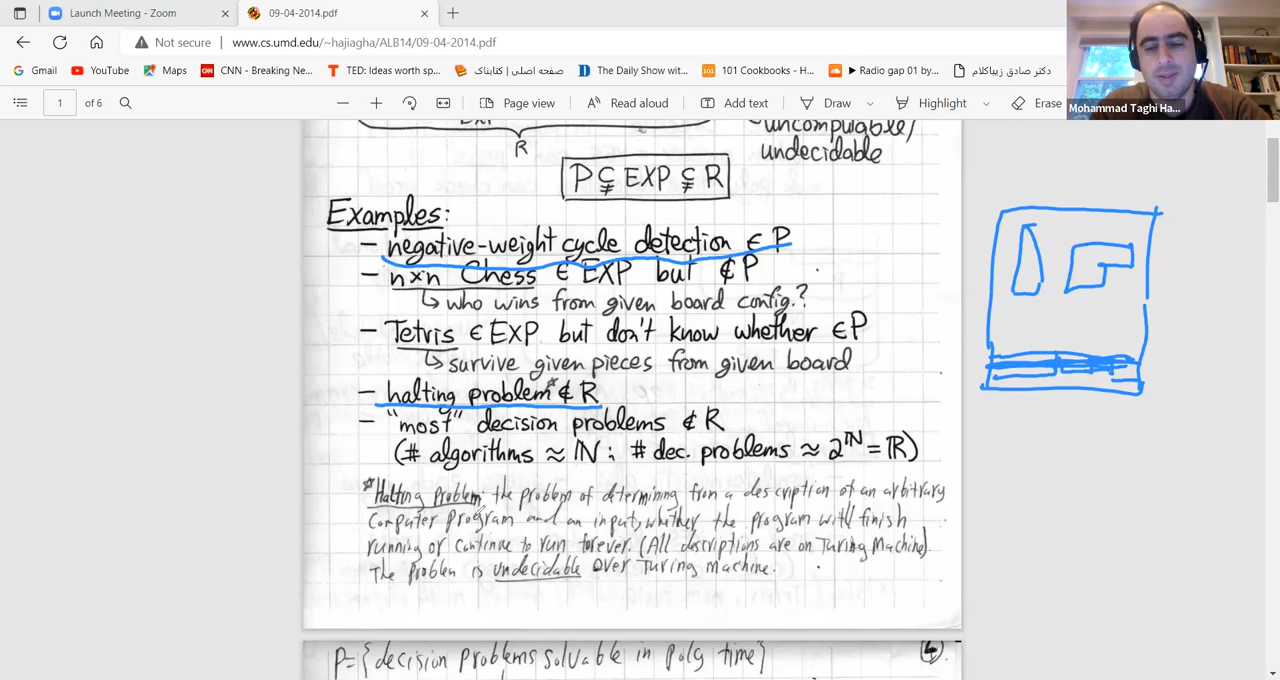 Launch Meeting - Zoom
09-04-2014.pdf
Not secure
www.cs.umd.edu/~hajiagha/ALB14/09-04-2014.pdf
Gmail
YouTube
Maps
CNN - Breaking Ne...
TED: Ideas worth sp...
صفحه اصلی | کتابناک
The Daily Show with...
101 Cookbooks - H...
Radio gap 01 by...
دکتر صادق زیباکلام
1
of 6
Page view
Read aloud
Add text
Draw
Highlight
Erase
Mohammad Taghi Ha...
EXP
R
uncomputable/
undecidable
P ⊊ EXP ⊊ R
Examples:
- negative-weight cycle detection ∈ P
- n×n Chess ∈ EXP but ∉ P
↳ who wins from given board config.?
- Tetris ∈ EXP but don't know whether ∈ P
↳ survive given pieces from given board
- halting problem* ∉ R
- "most" decision problems ∉ R
(# algorithms ≈ ℕ; # dec. problems ≈ 2^ℕ = ℝ)
*Halting problem: the problem of determining from a description of an arbitrary
computer program and an input, whether the program will finish
running or continue to run forever. (All descriptions are on Turing Machine).
The problem is undecidable over Turing machine.
P = {decision problems solvable in poly time}
4